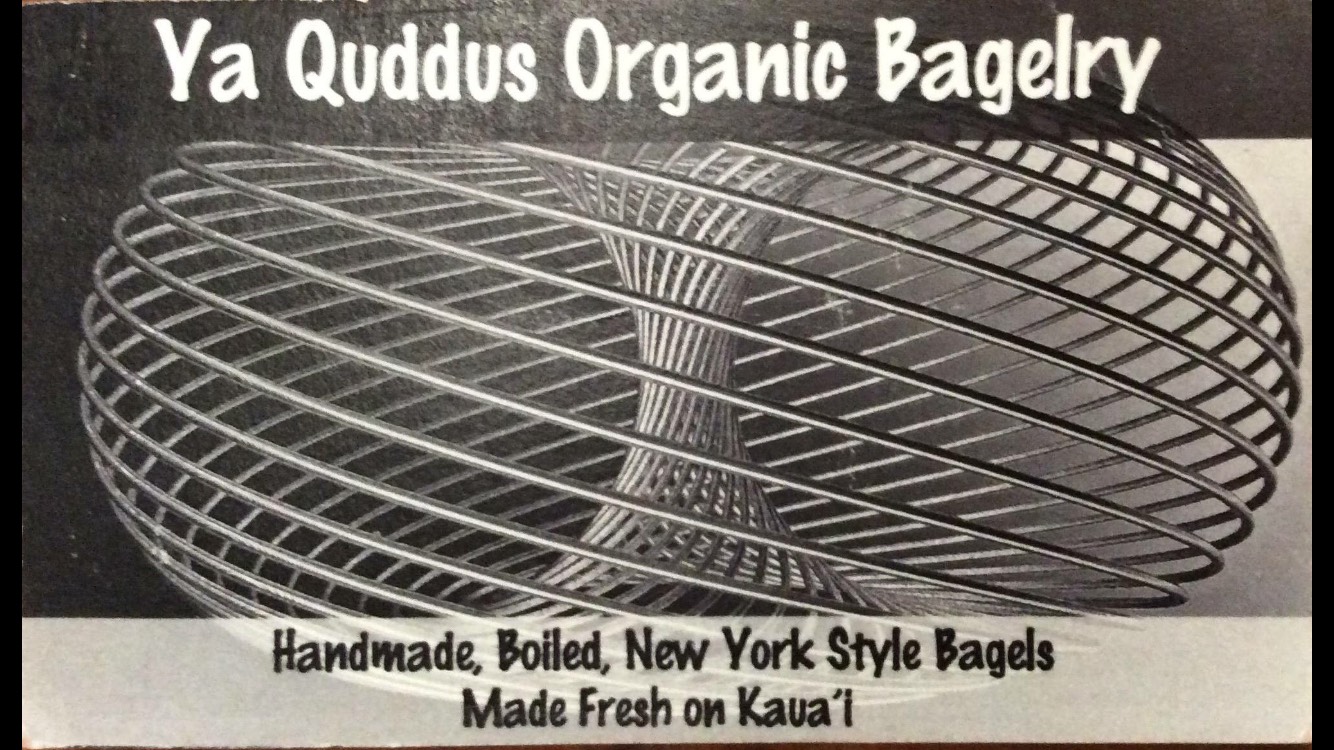 Ya Quddus Organic Bagelry
Handmade, Boiled, New York Style Bagels
Made Fresh on Kaua'i